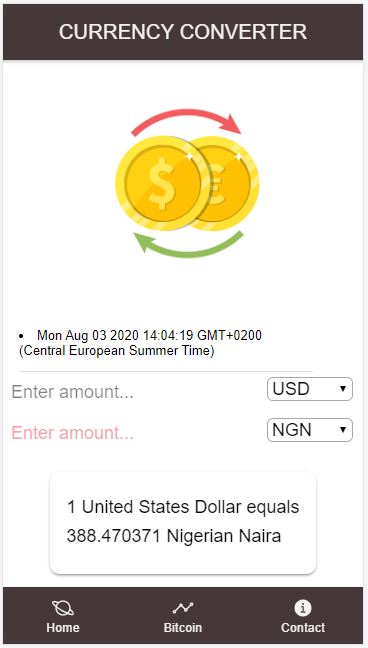 CURRENCY CONVERTER
$ €
• Mon Aug 03 2020 14:04:19 GMT+0200
(Central European Summer Time)
Enter amount... USD
Enter amount... NGN
1 United States Dollar equals
388.470371 Nigerian Naira
Home Bitcoin Contact